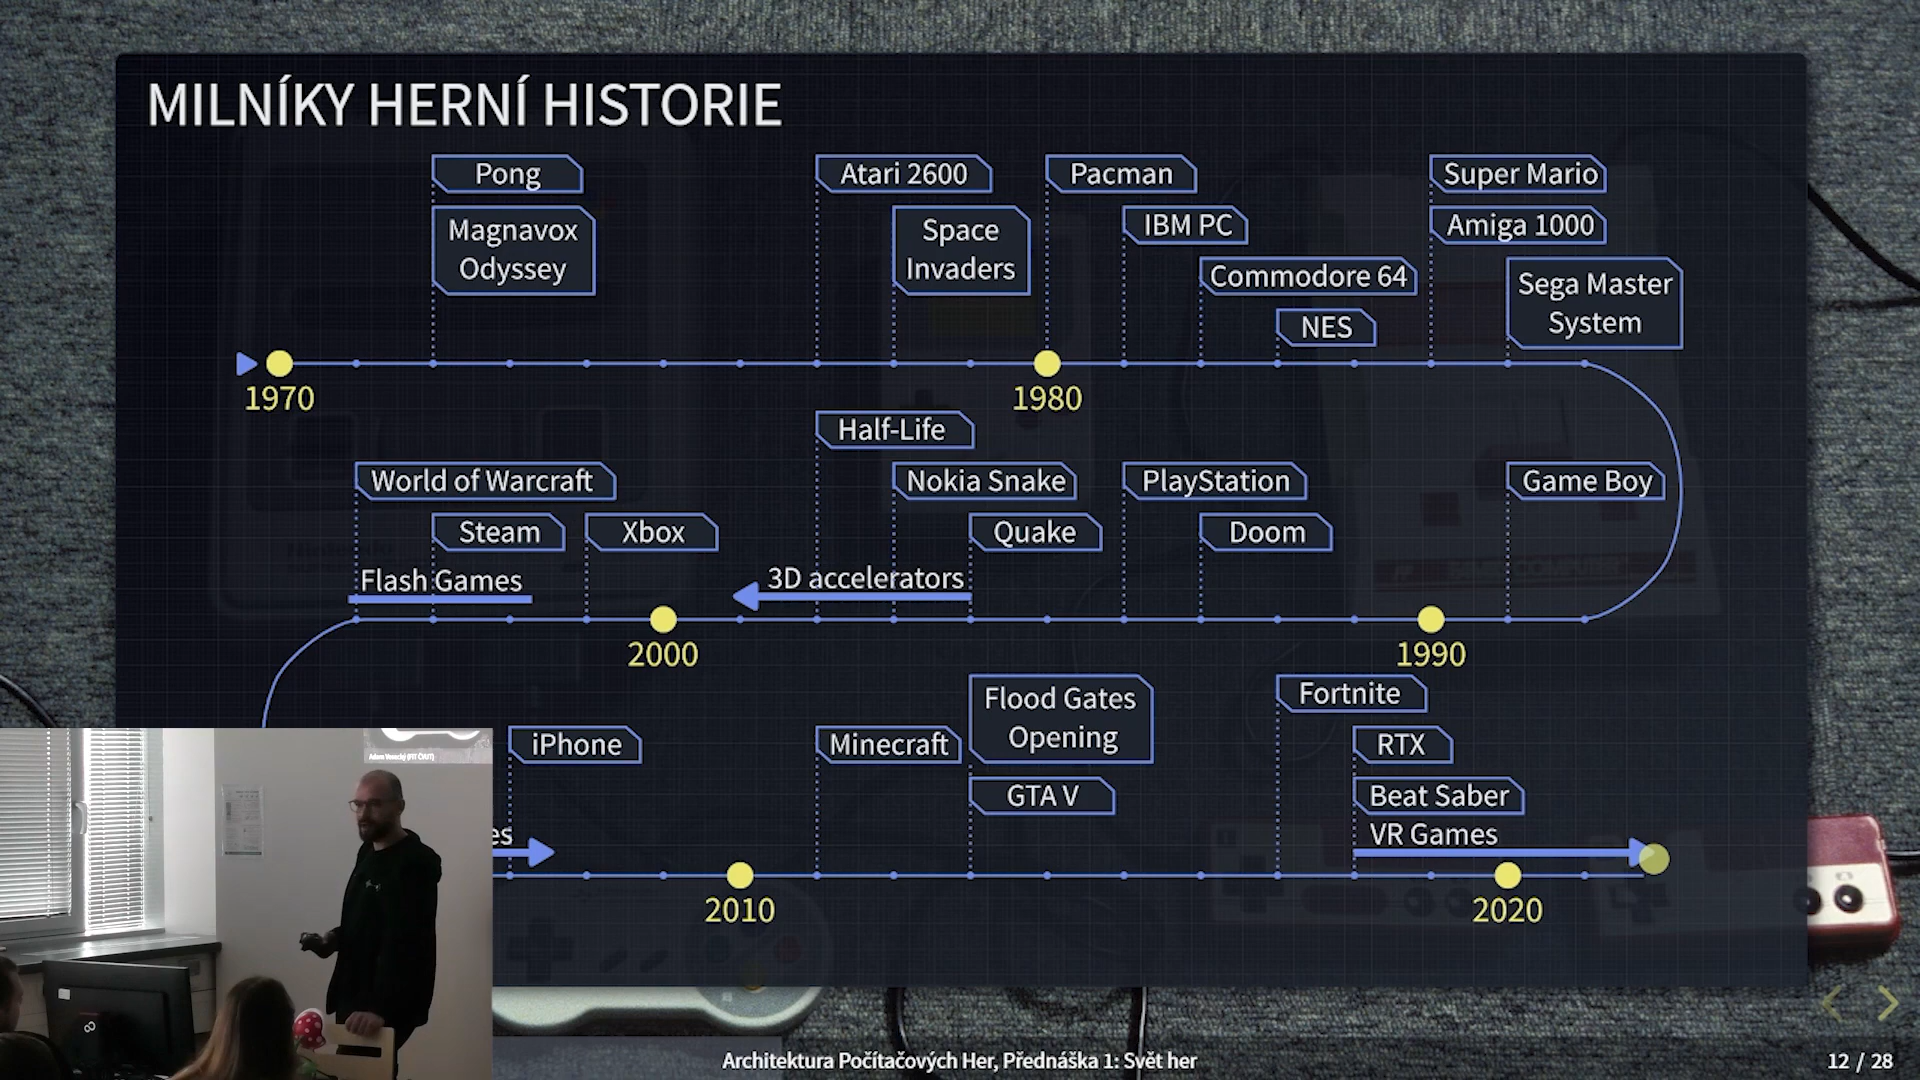 MILNÍKY HERNÍ HISTORIE
Pong
Atari 2600
Pacman
Super Mario
Magnavox
Odyssey
Space
Invaders
IBM PC
Amiga 1000
Commodore 64
Sega Master
System
NES
1970
1980
Half-Life
World of Warcraft
Nokia Snake
PlayStation
Game Boy
Steam
Xbox
Quake
Doom
Flash Games
3D accelerators
2000
1990
Flood Gates
Opening
Fortnite
iPhone
Minecraft
RTX
GTA V
Beat Saber
es
VR Games
2010
2020
Architektura Počítačových Her, Přednáška 1: Svět her
12 / 28